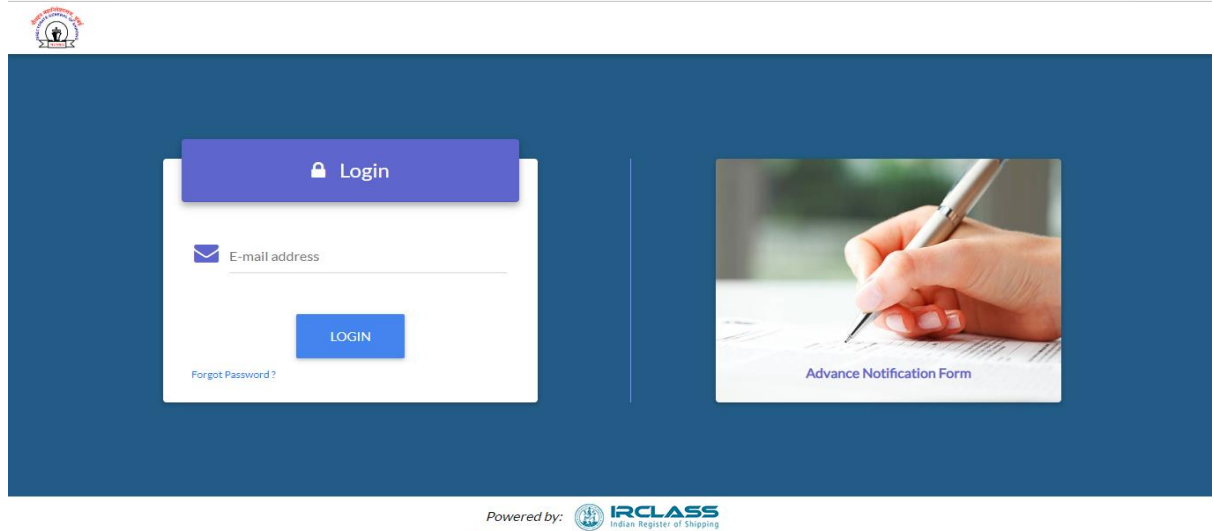 Login
E-mail address
LOGIN
Forgot Password ?
Advance Notification Form
Powered by:
IRCLASS
Indian Register of Shipping